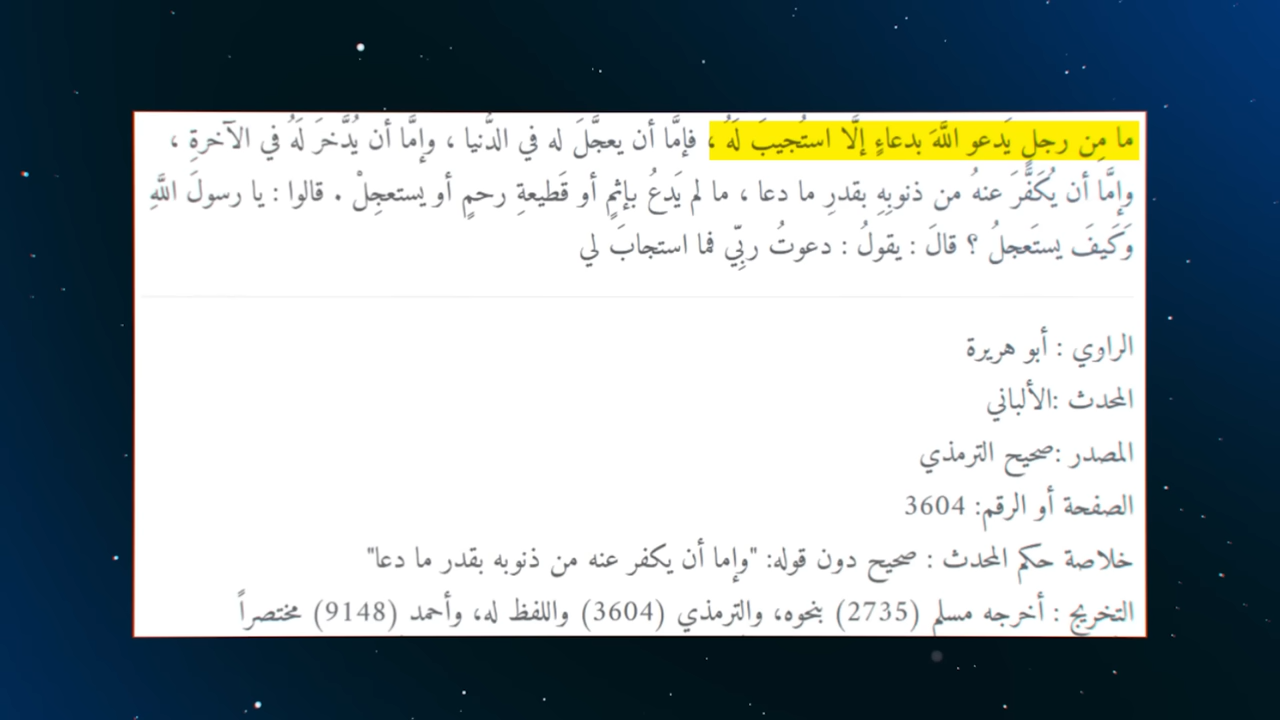 ما مِن رجلٍ يَدعو اللَّهَ بدعاءٍ إلَّا استُجيبَ لَهُ ، فإمَّا أن يعجَّلَ له في الدُّنيا ، وإمَّا أن يُدَّخرَ لَهُ في الآخرةِ ،
وإمَّا أن يُكَفَّرَ عنهُ من ذنوبِهِ بقدرِ ما دعا ، ما لم يَدعُ بإثمٍ أو قَطيعةِ رحمٍ أو يستعجِلْ . قالوا : يا رسولَ اللَّهِ
وَكَيفَ يستَعجلُ ؟ قالَ : يقولُ : دعوتُ ربِّي فما استجابَ لي
الراوي : أبو هريرة
المحدث :الألباني
المصدر :صحيح الترمذي
الصفحة أو الرقم: 3604
خلاصة حكم المحدث : صحيح دون قوله: "وإما أن يكفر عنه من ذنوبه بقدر ما دعا"
التخريج : أخرجه مسلم (2735) بنحوه، والترمذي (3604) واللفظ له، وأحمد (9148) مختصراً